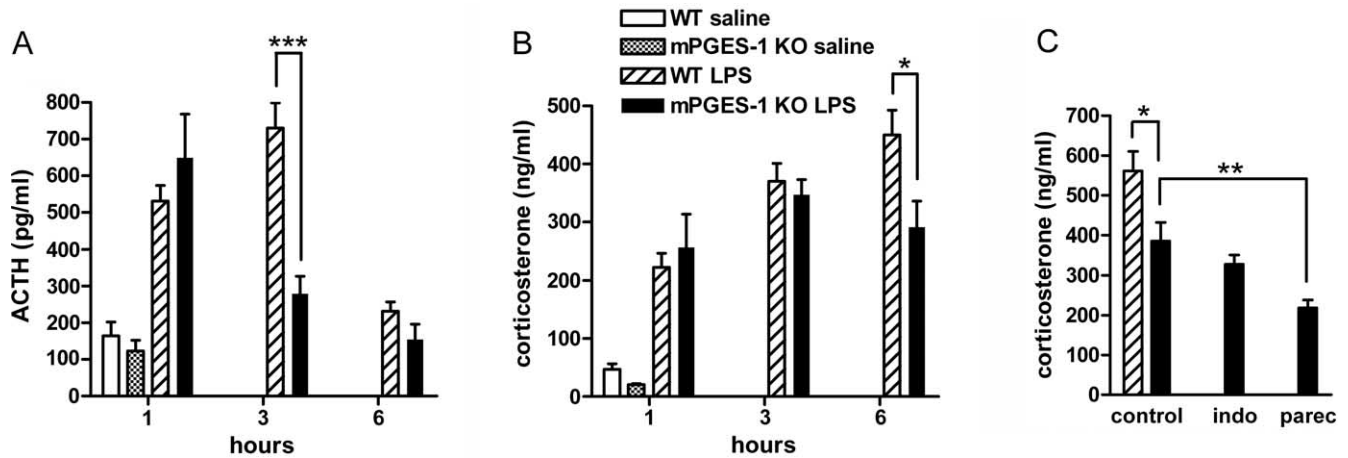 A
ACTH (pg/ml)
800
700
600
500
400
300
200
100
0
***
1 3 6
hours
B
WT saline
mPGES-1 KO saline
WT LPS
mPGES-1 KO LPS
corticosterone (ng/ml)
500
400
300
200
100
0
*
1 3 6
hours
C
corticosterone (ng/ml)
700
600
500
400
300
200
100
0
*
**
control indo parec